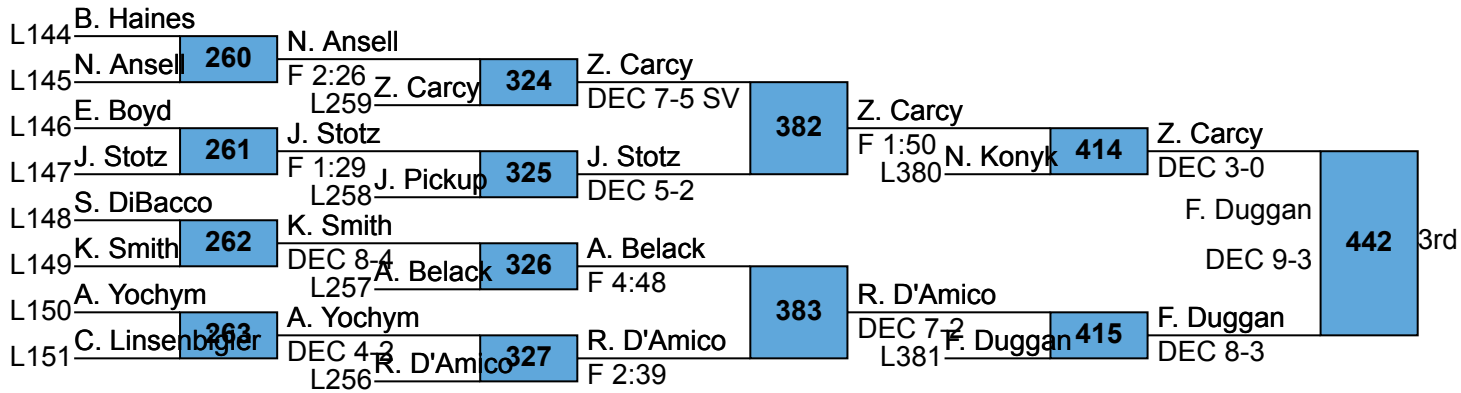 L144 B. Haines
260
L145 N. Ansell
N. Ansell
F 2:26
L146 E. Boyd
261
L147 J. Stotz
J. Stotz
F 1:29
L148 S. DiBacco
262
L149 K. Smith
K. Smith
DEC 8-4
L150 A. Yochym
263
L151 C. Linsenbigler
A. Yochym
DEC 4-2
L259 Z. Carcy
324
Z. Carcy
DEC 7-5 SV
L258 J. Pickup
325
J. Stotz
DEC 5-2
L257 A. Belack
326
A. Belack
F 4:48
L256 R. D'Amico
327
R. D'Amico
F 2:39
382
Z. Carcy
F 1:50
383
R. D'Amico
DEC 7-2
L380 N. Konyk
414
Z. Carcy
DEC 3-0
L381 F. Duggan
415
F. Duggan
DEC 8-3
F. Duggan
DEC 9-3
442
3rd